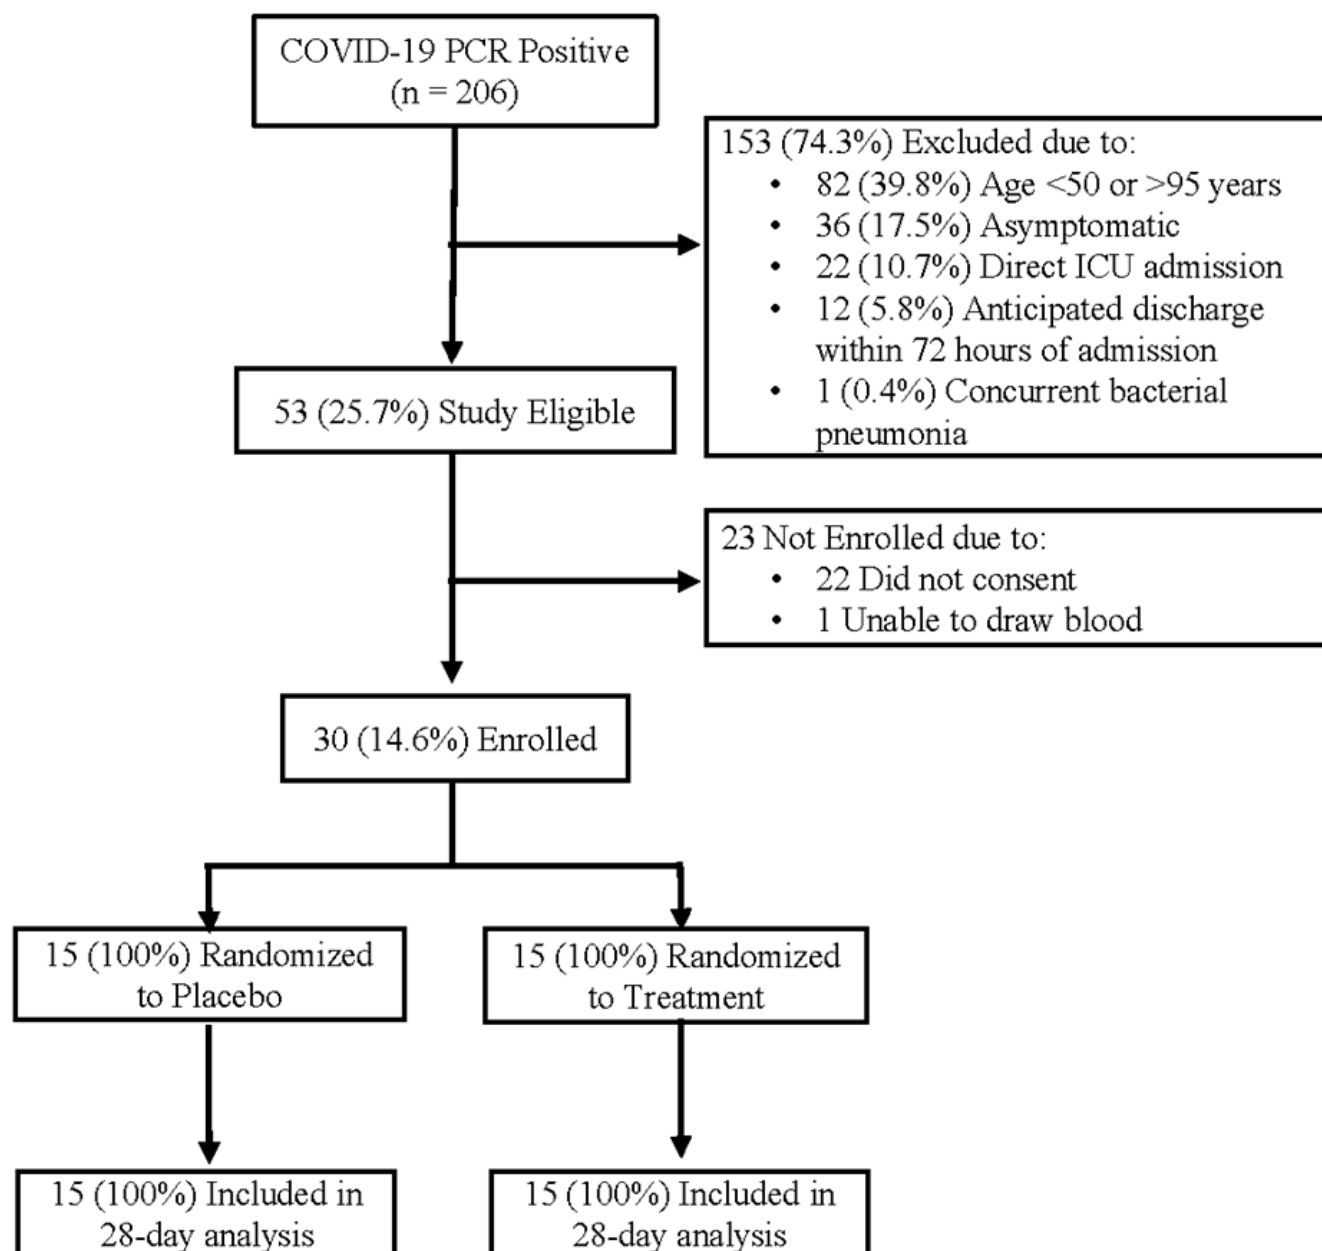 COVID-19 PCR Positive
(n = 206)
153 (74.3%) Excluded due to:
• 82 (39.8%) Age <50 or >95 years
• 36 (17.5%) Asymptomatic
• 22 (10.7%) Direct ICU admission
• 12 (5.8%) Anticipated discharge
within 72 hours of admission
• 1 (0.4%) Concurrent bacterial
pneumonia
53 (25.7%) Study Eligible
23 Not Enrolled due to:
• 22 Did not consent
• 1 Unable to draw blood
30 (14.6%) Enrolled
15 (100%) Randomized
to Placebo
15 (100%) Randomized
to Treatment
15 (100%) Included in
28-day analysis
15 (100%) Included in
28-day analysis